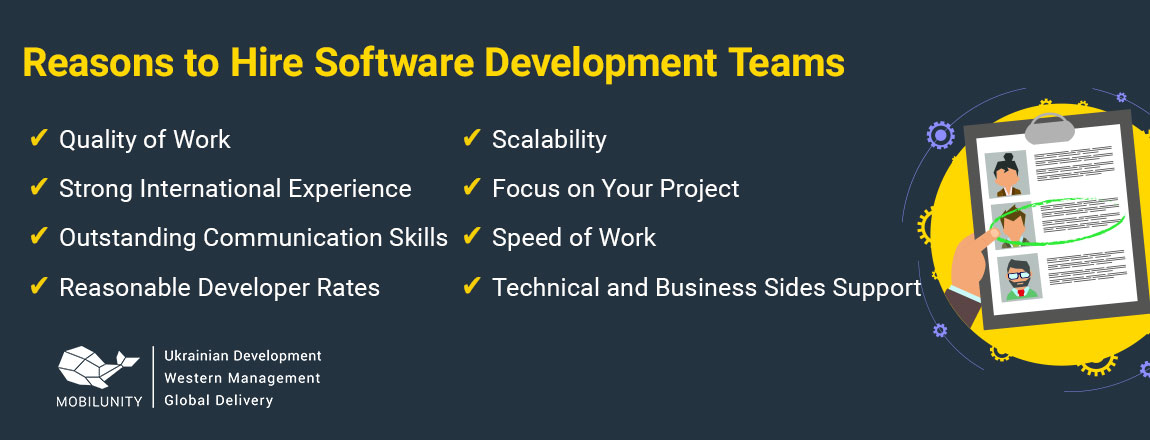 Reasons to Hire Software Development Teams
✔ Quality of Work
✔ Strong International Experience
✔ Outstanding Communication Skills
✔ Reasonable Developer Rates
✔ Scalability
✔ Focus on Your Project
✔ Speed of Work
✔ Technical and Business Sides Support
MOBILUNITY
Ukrainian Development
Western Management
Global Delivery